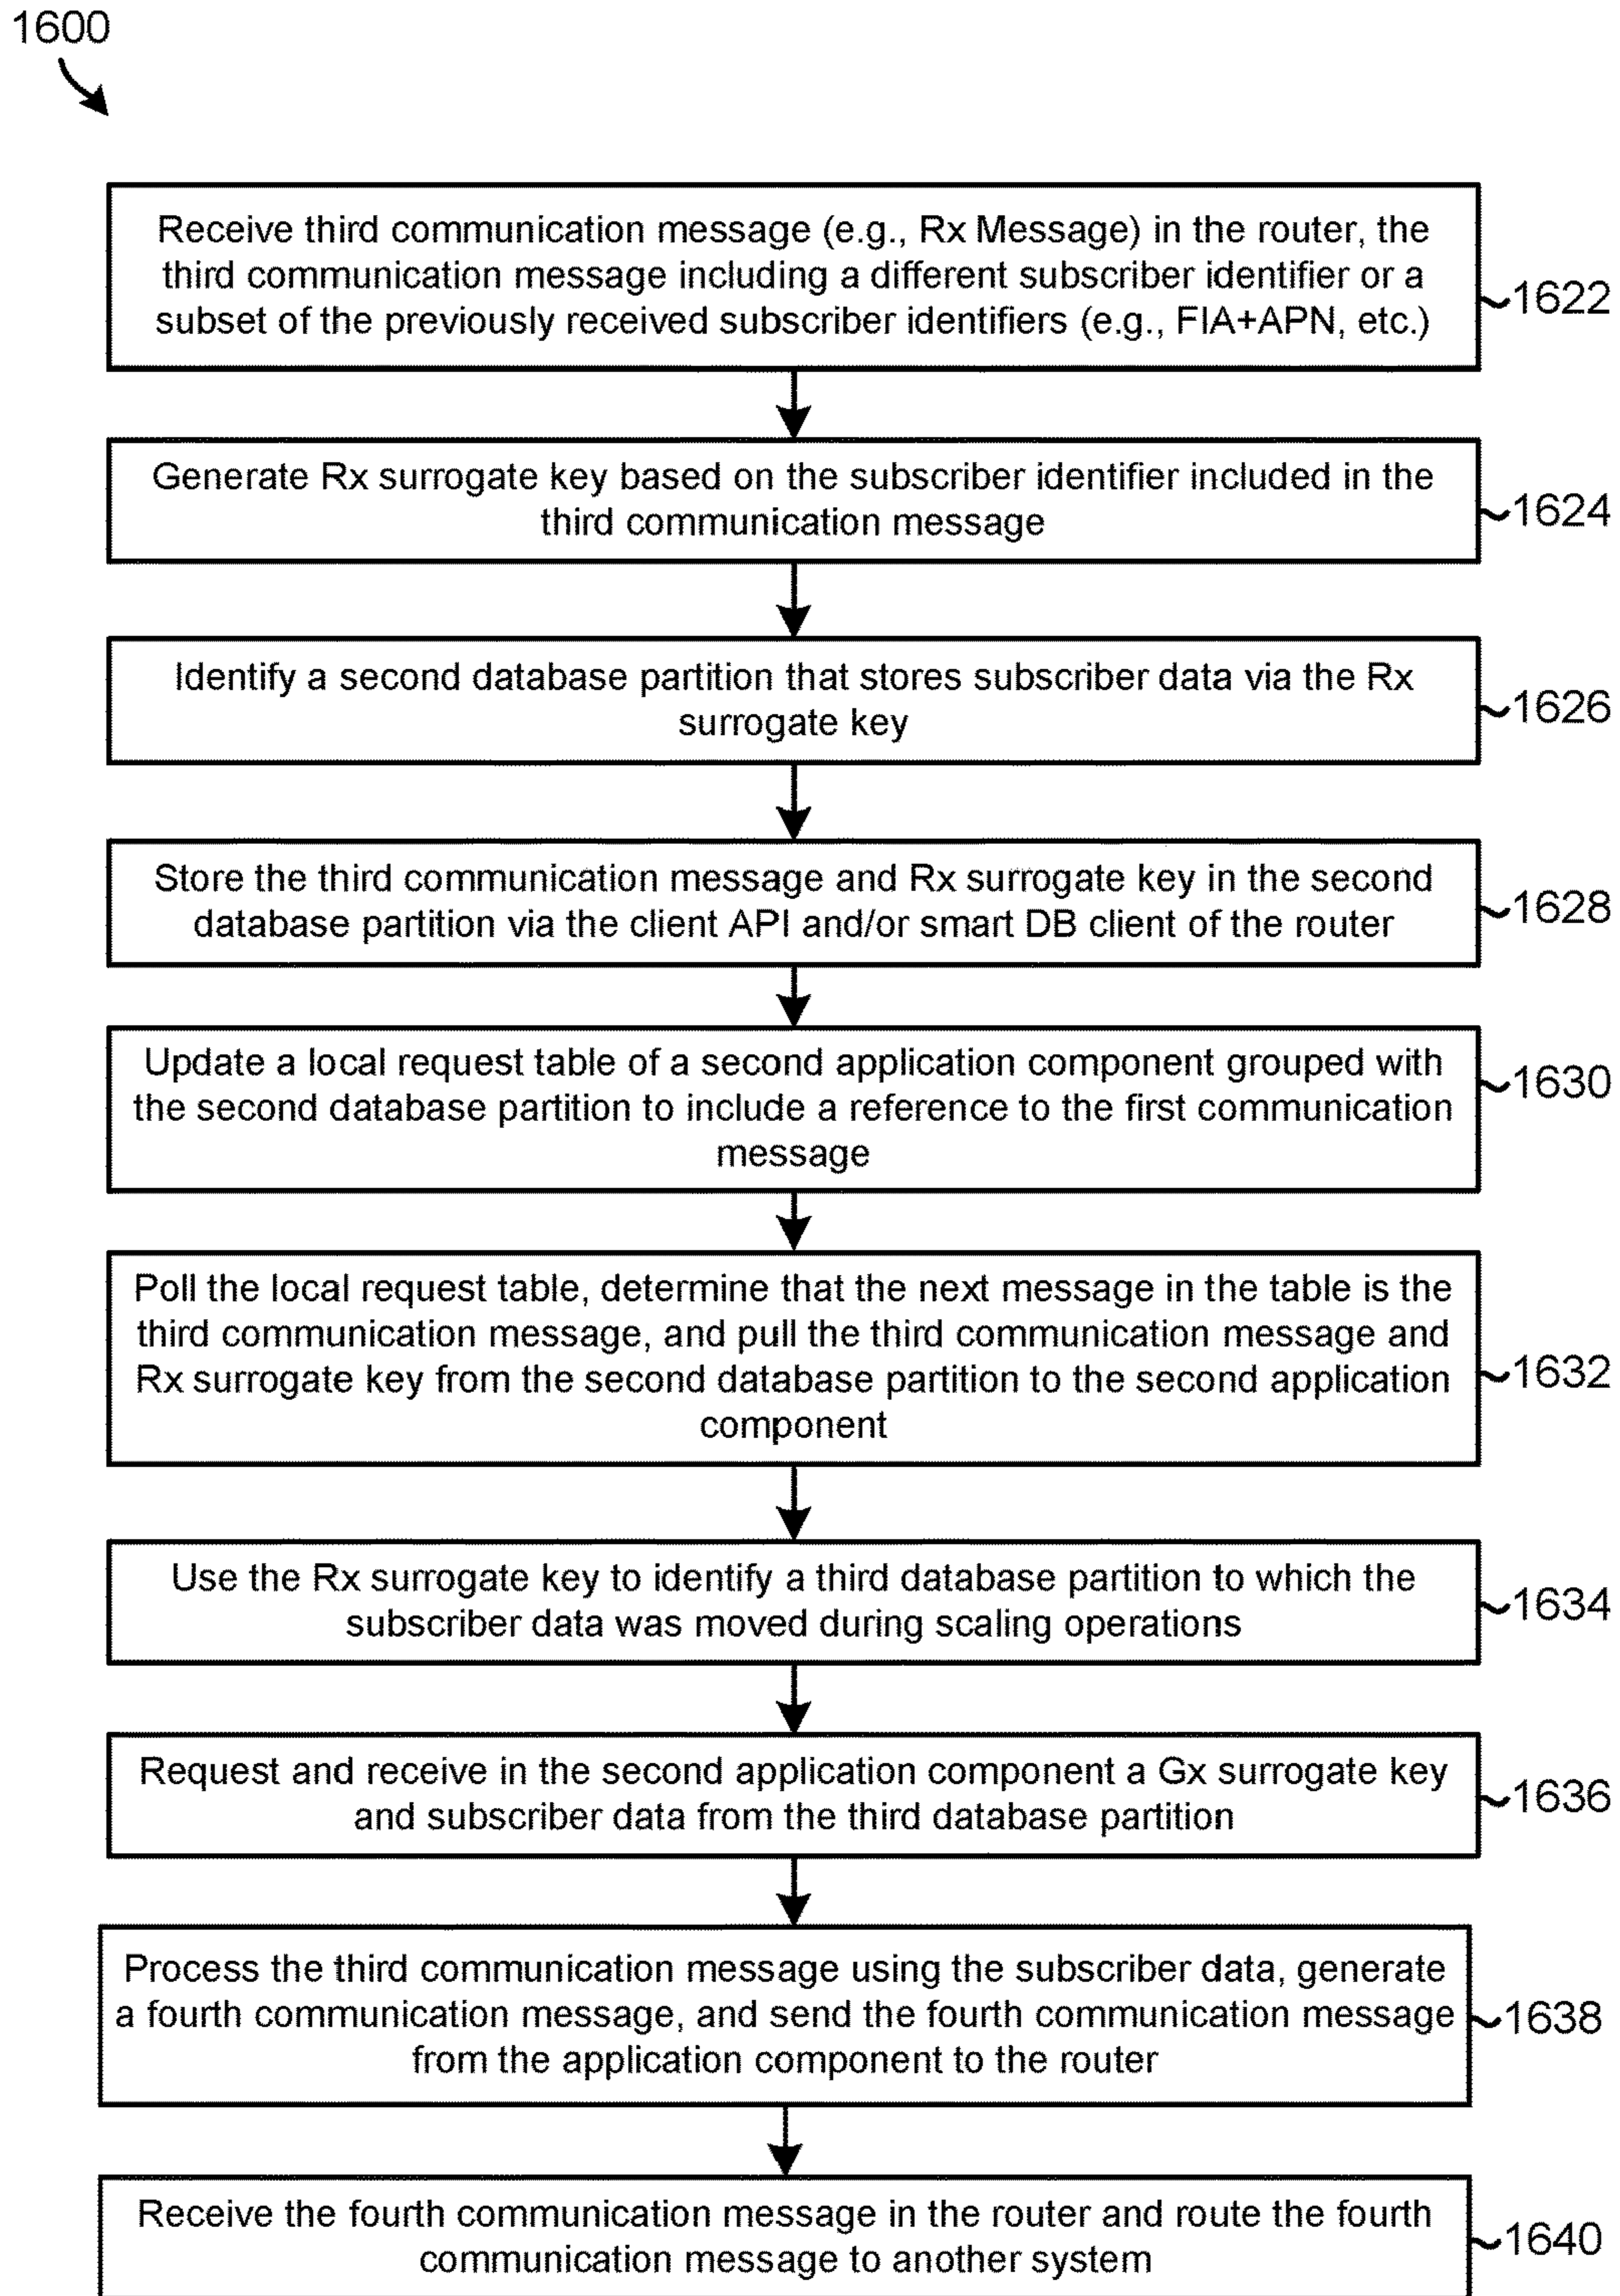 1600
Receive third communication message (e.g., Rx Message) in the router, the
third communication message including a different subscriber identifier or a
subset of the previously received subscriber identifiers (e.g., FIA+APN, etc.)
1622
Generate Rx surrogate key based on the subscriber identifier included in the
third communication message
1624
Identify a second database partition that stores subscriber data via the Rx
surrogate key
1626
Store the third communication message and Rx surrogate key in the second
database partition via the client API and/or smart DB client of the router
1628
Update a local request table of a second application component grouped with
the second database partition to include a reference to the first communication
message
1630
Poll the local request table, determine that the next message in the table is the
third communication message, and pull the third communication message and
Rx surrogate key from the second database partition to the second application
component
1632
Use the Rx surrogate key to identify a third database partition to which the
subscriber data was moved during scaling operations
1634
Request and receive in the second application component a Gx surrogate key
and subscriber data from the third database partition
1636
Process the third communication message using the subscriber data, generate
a fourth communication message, and send the fourth communication message
from the application component to the router
1638
Receive the fourth communication message in the router and route the fourth
communication message to another system
1640